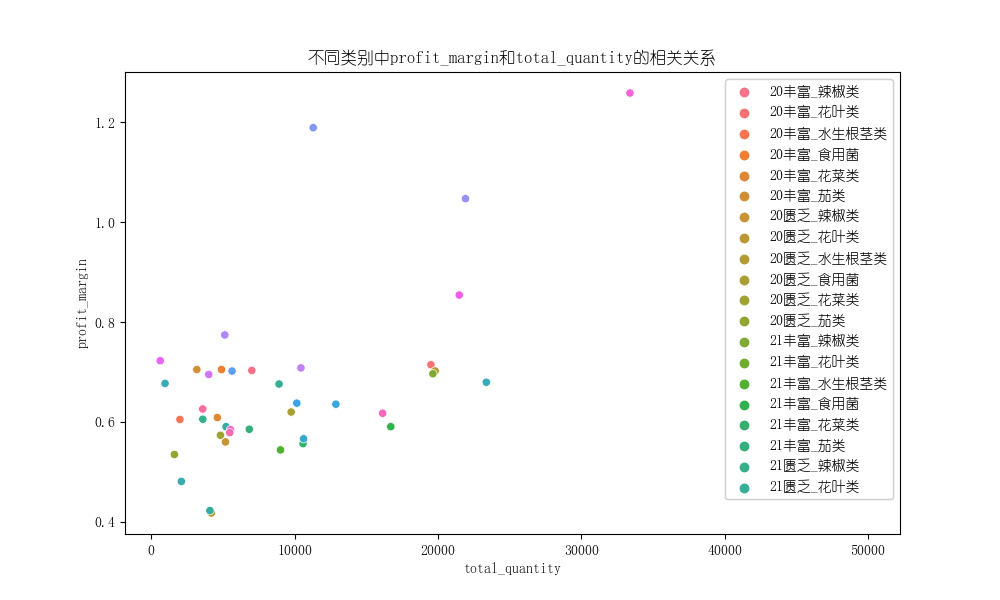 不同类别中profit_margin和total_quantity的相关关系
profit_margin
1.2
1.0
0.8
0.6
0.4
0
10000
20000
30000
40000
50000
total_quantity
20丰富_辣椒类
20丰富_花叶类
20丰富_水生根茎类
20丰富_食用菌
20丰富_花菜类
20丰富_茄类
20匮乏_辣椒类
20匮乏_花叶类
20匮乏_水生根茎类
20匮乏_食用菌
20匮乏_花菜类
20匮乏_茄类
21丰富_辣椒类
21丰富_花叶类
21丰富_水生根茎类
21丰富_食用菌
21丰富_花菜类
21丰富_茄类
21匮乏_辣椒类
21匮乏_花叶类